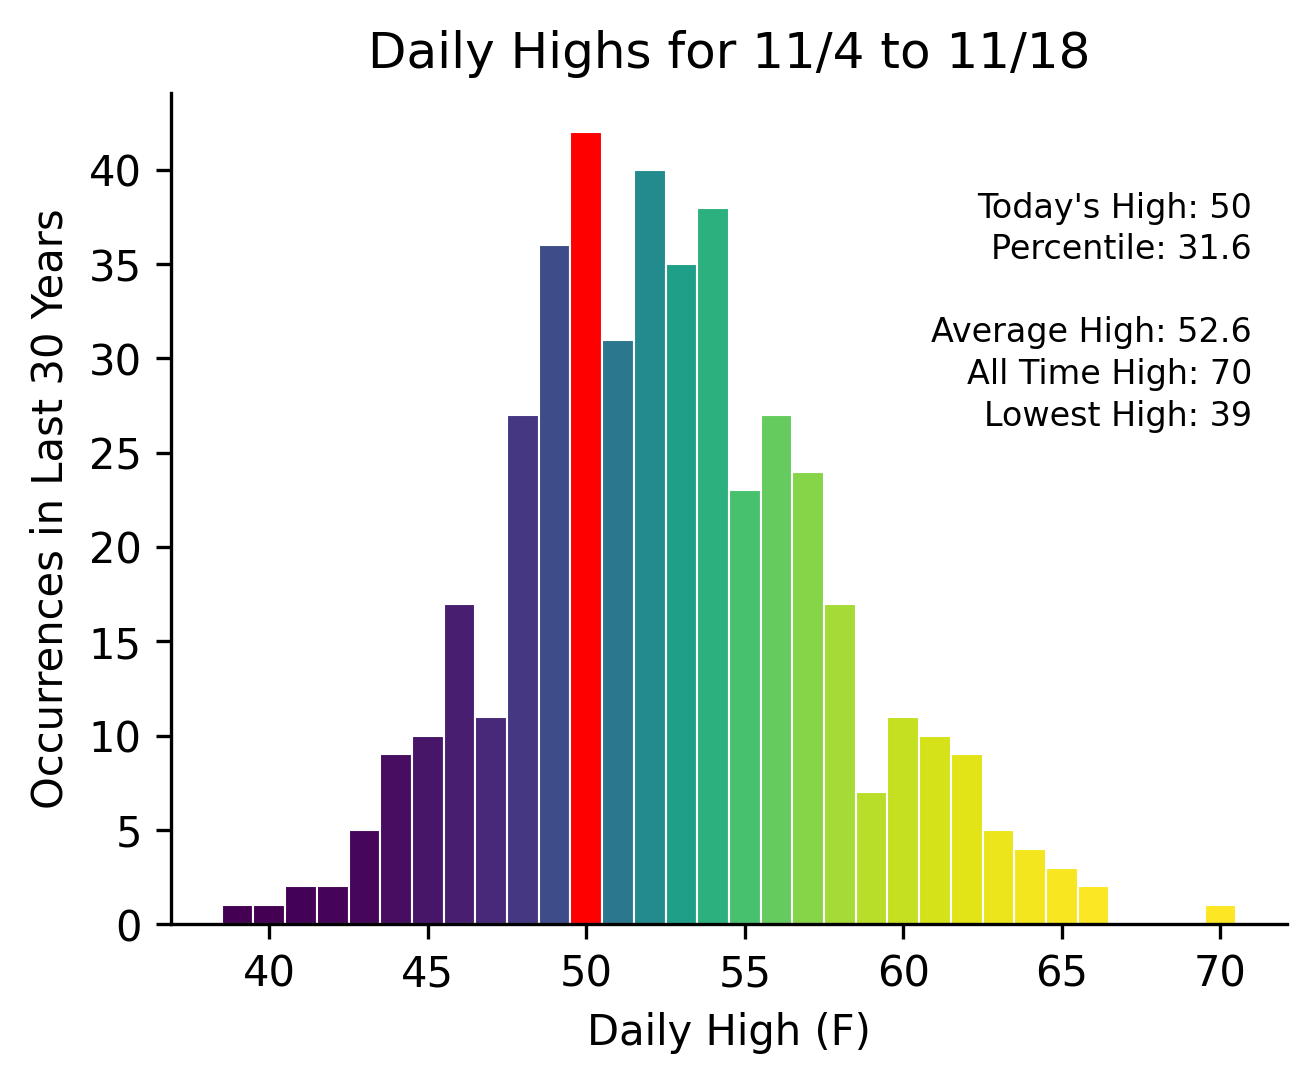 Daily Highs for 11/4 to 11/18
Today's High: 50
Percentile: 31.6
Average High: 52.6
All Time High: 70
Lowest High: 39
Occurrences in Last 30 Years
40
35
30
25
20
15
10
5
0
40 45 50 55 60 65 70
Daily High (F)